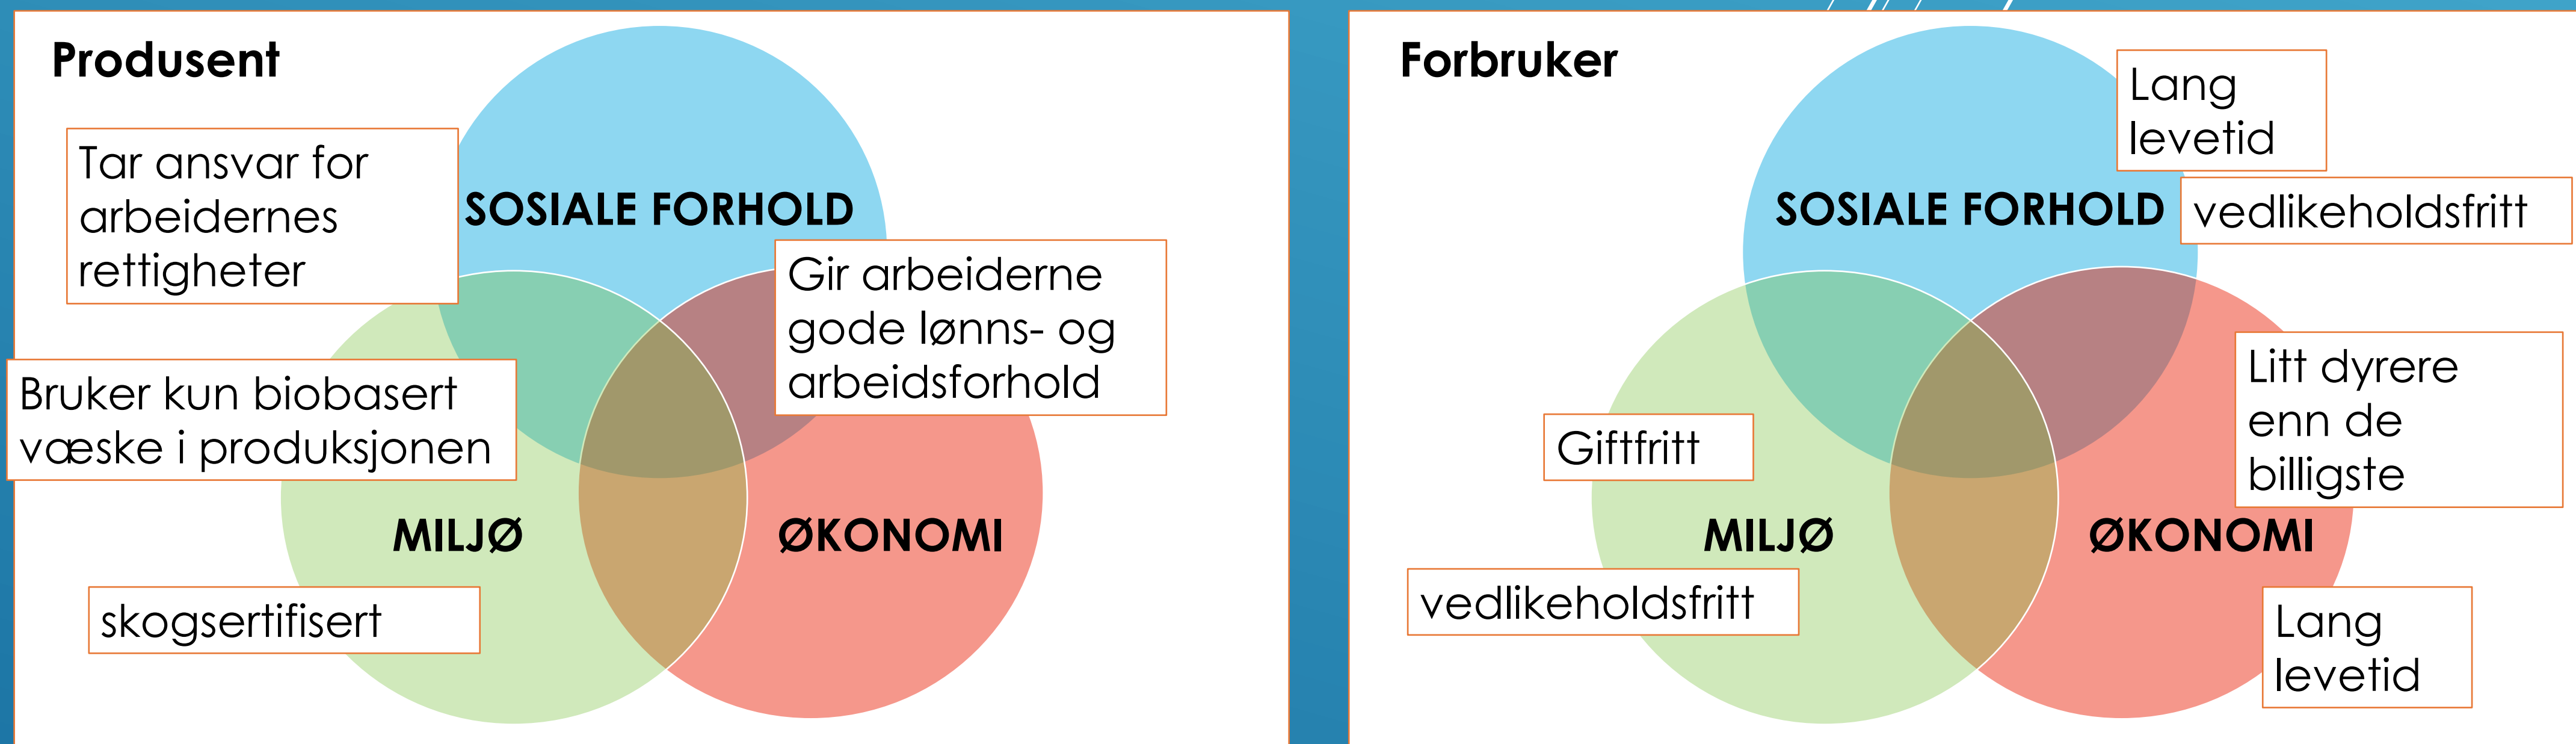 Produsent
Tar ansvar for
arbeidernes
rettigheter
SOSIALE FORHOLD
Gir arbeiderne
gode lønns- og
arbeidsforhold
Bruker kun biobasert
væske i produksjonen
MILJØ
ØKONOMI
skogsertifisert
Forbruker
Lang
levetid
SOSIALE FORHOLD
vedlikeholdsfritt
Litt dyrere
enn de
billigste
Giftfritt
MILJØ
ØKONOMI
vedlikeholdsfritt
Lang
levetid